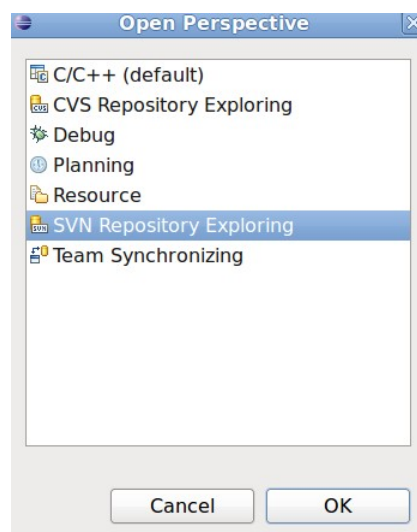 Open Perspective
C/C++ (default)
CVS Repository Exploring
Debug
Planning
Resource
SVN Repository Exploring
Team Synchronizing
Cancel OK